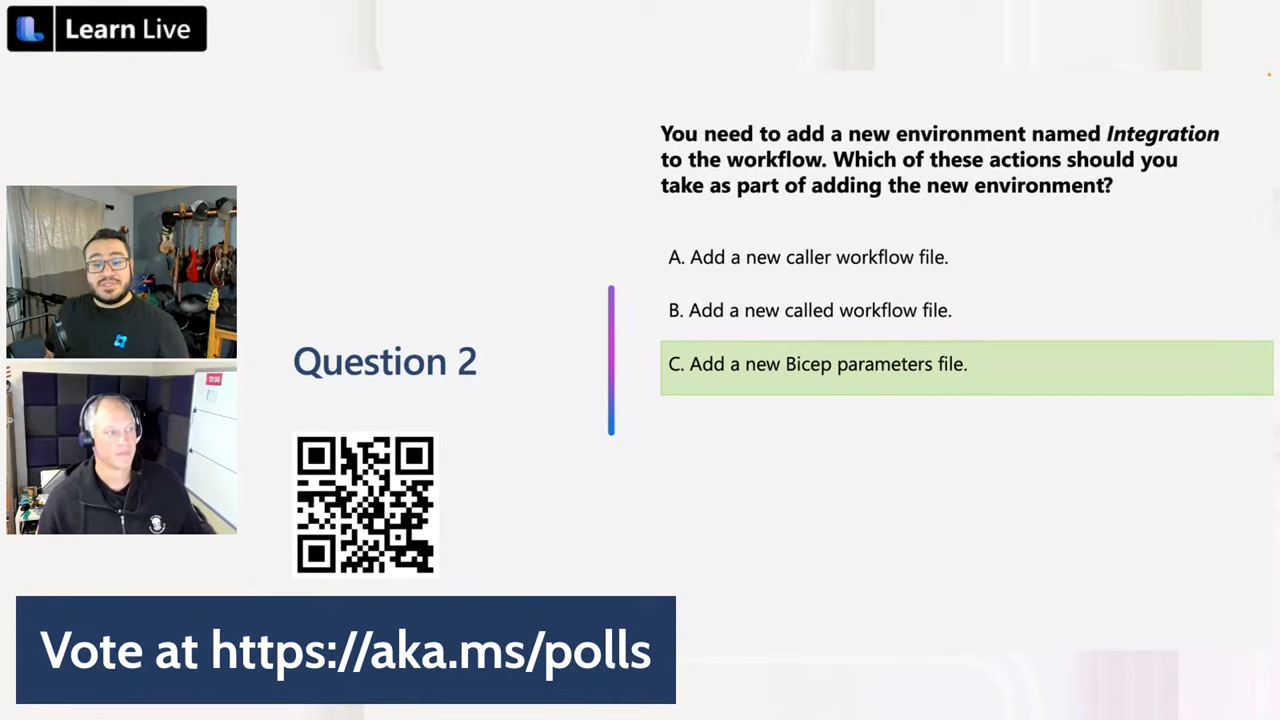 Learn Live
You need to add a new environment named Integration
to the workflow. Which of these actions should you
take as part of adding the new environment?
A. Add a new caller workflow file.
B. Add a new called workflow file.
C. Add a new Bicep parameters file.
Question 2
Vote at https://aka.ms/polls